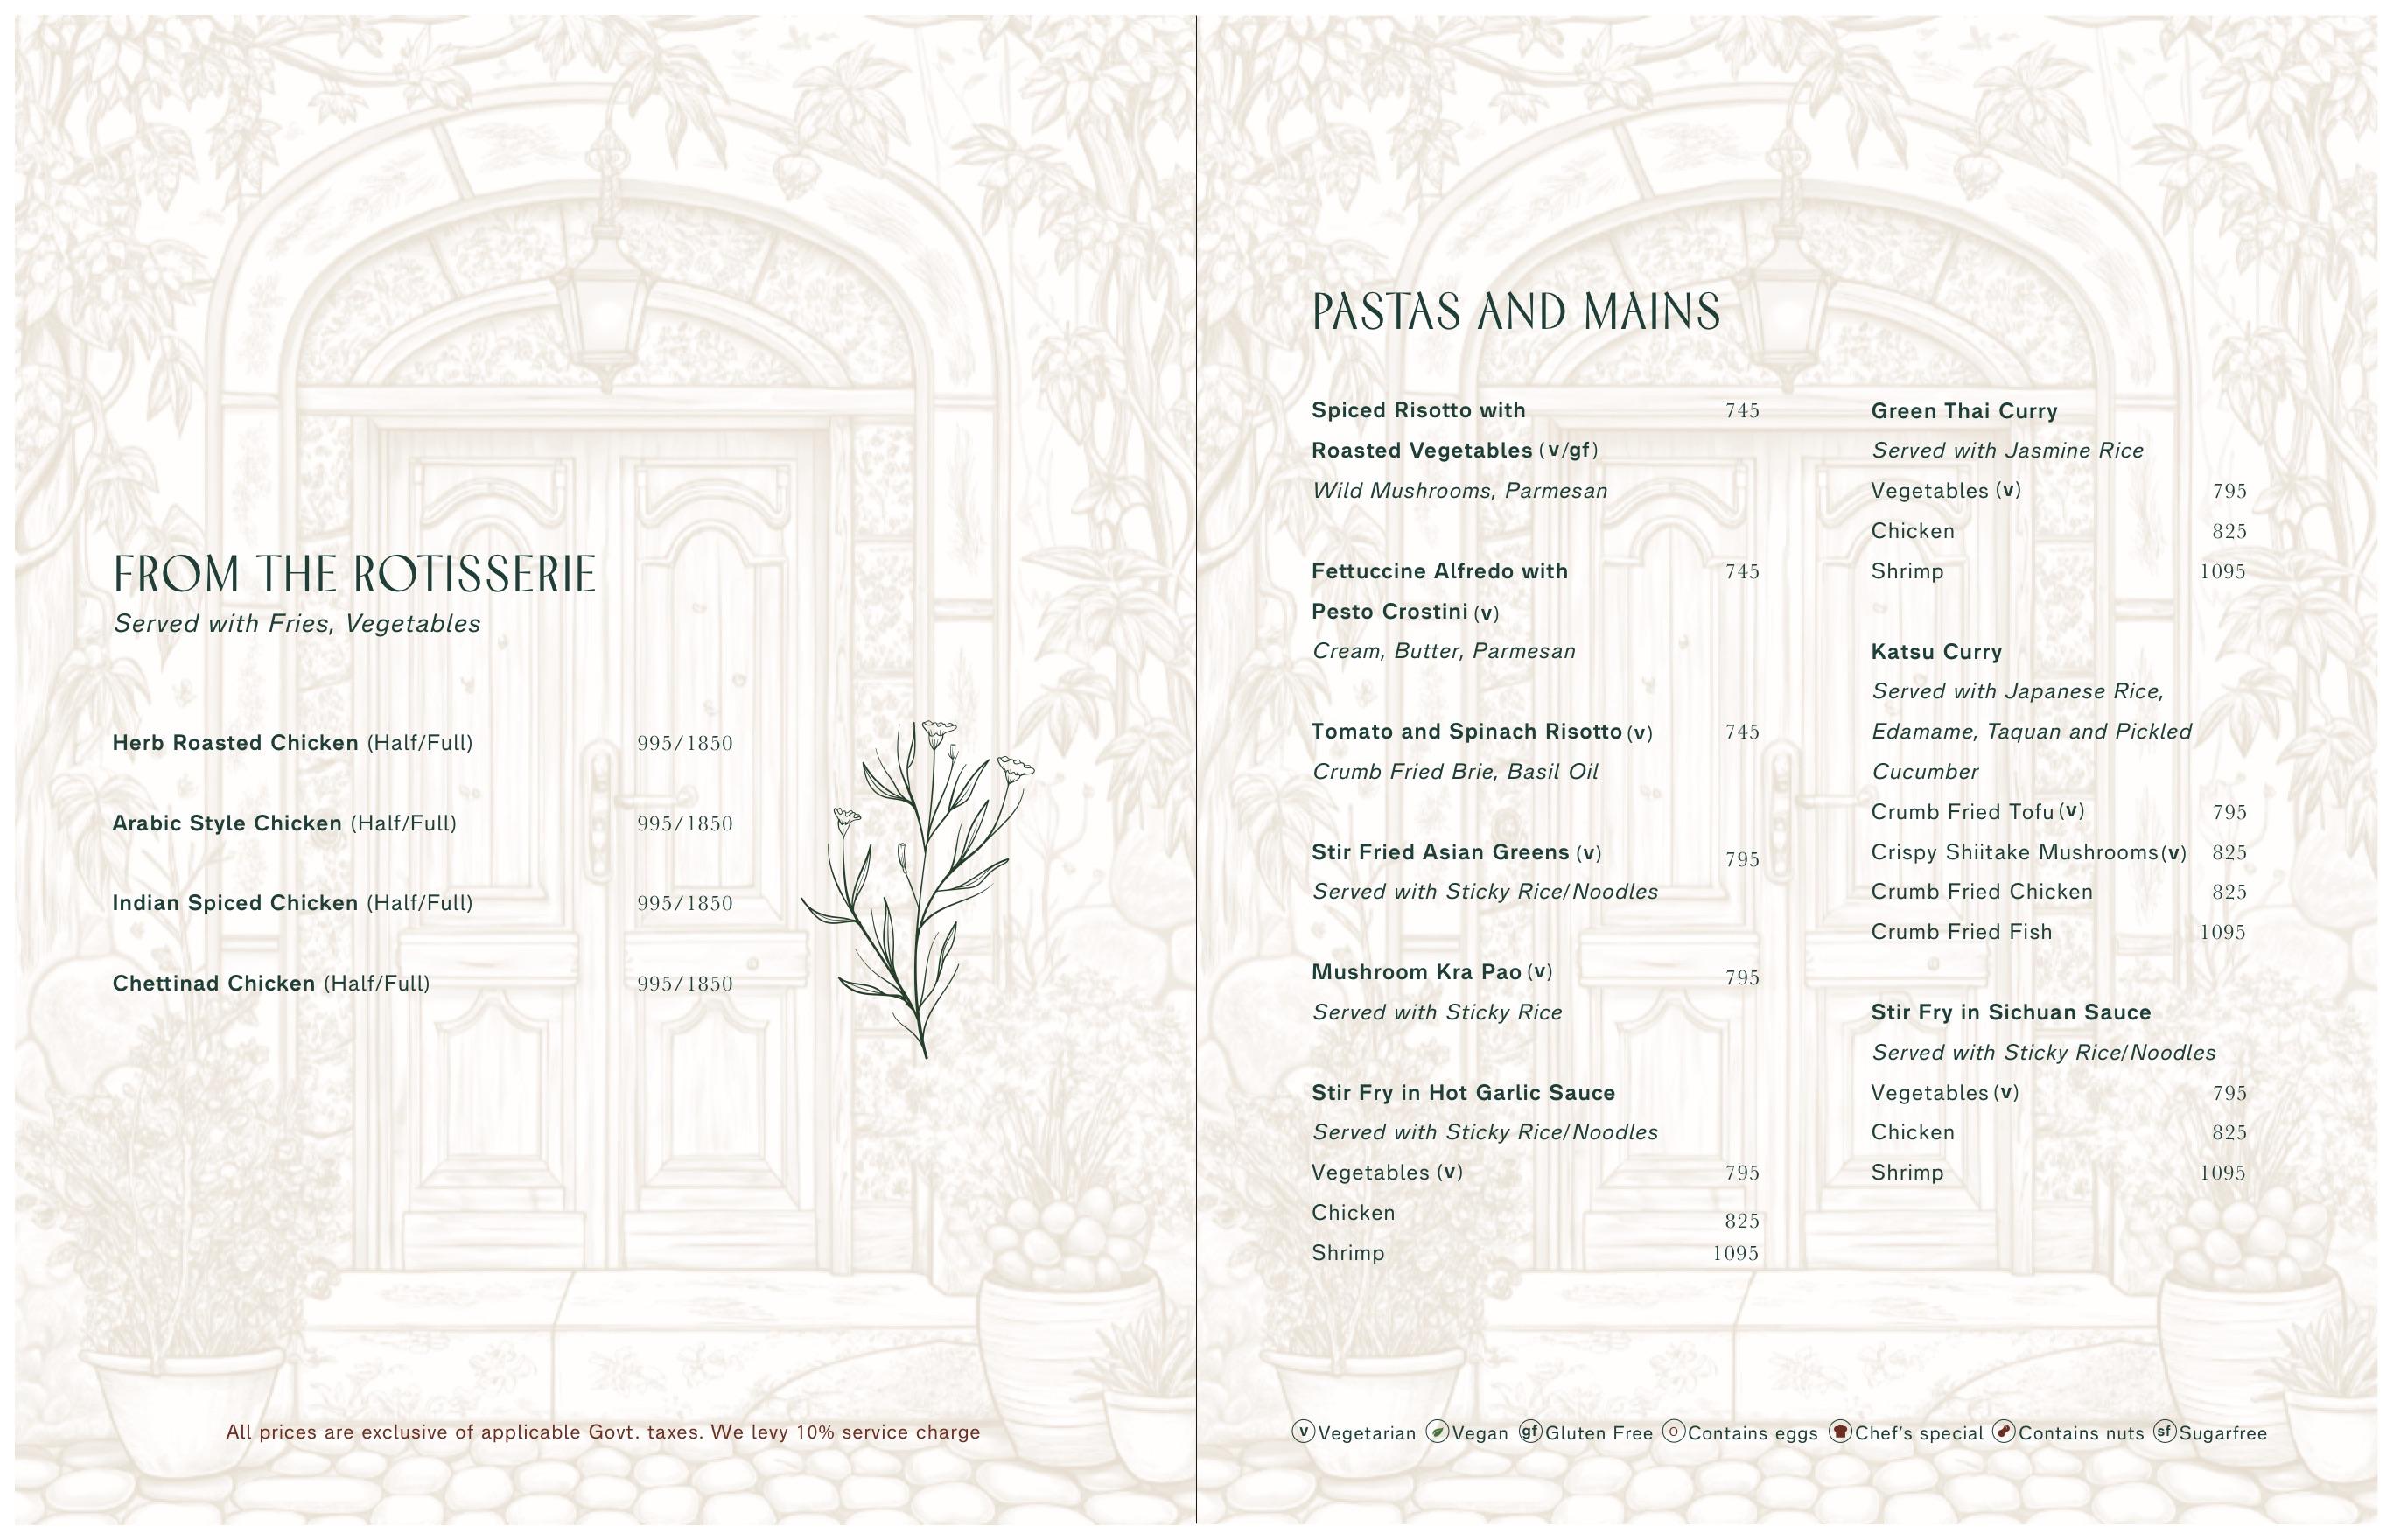 FROM THE ROTISSERIE
Served with Fries, Vegetables
Herb Roasted Chicken (Half/Full) 995/1850
Arabic Style Chicken (Half/Full) 995/1850
Indian Spiced Chicken (Half/Full) 995/1850
Chettinad Chicken (Half/Full) 995/1850
All prices are exclusive of applicable Govt. taxes. We levy 10% service charge
PASTAS AND MAINS
Spiced Risotto with 745
Roasted Vegetables (v/gf)
Wild Mushrooms, Parmesan
Fettuccine Alfredo with 745
Pesto Crostini (v)
Cream, Butter, Parmesan
Tomato and Spinach Risotto (v) 745
Crumb Fried Brie, Basil Oil
Stir Fried Asian Greens (v) 795
Served with Sticky Rice/Noodles
Mushroom Kra Pao (v) 795
Served with Sticky Rice
Stir Fry in Hot Garlic Sauce
Served with Sticky Rice/Noodles
Vegetables (v) 795
Chicken 825
Shrimp 1095
Green Thai Curry
Served with Jasmine Rice
Vegetables (v) 795
Chicken 825
Shrimp 1095
Katsu Curry
Served with Japanese Rice,
Edamame, Taquan and Pickled
Cucumber
Crumb Fried Tofu (v) 795
Crispy Shiitake Mushrooms (v) 825
Crumb Fried Chicken 825
Crumb Fried Fish 1095
Stir Fry in Sichuan Sauce
Served with Sticky Rice/Noodles
Vegetables (v) 795
Chicken 825
Shrimp 1095
v Vegetarian Vegan gf Gluten Free O Contains eggs Chef's special Contains nuts sf Sugarfree